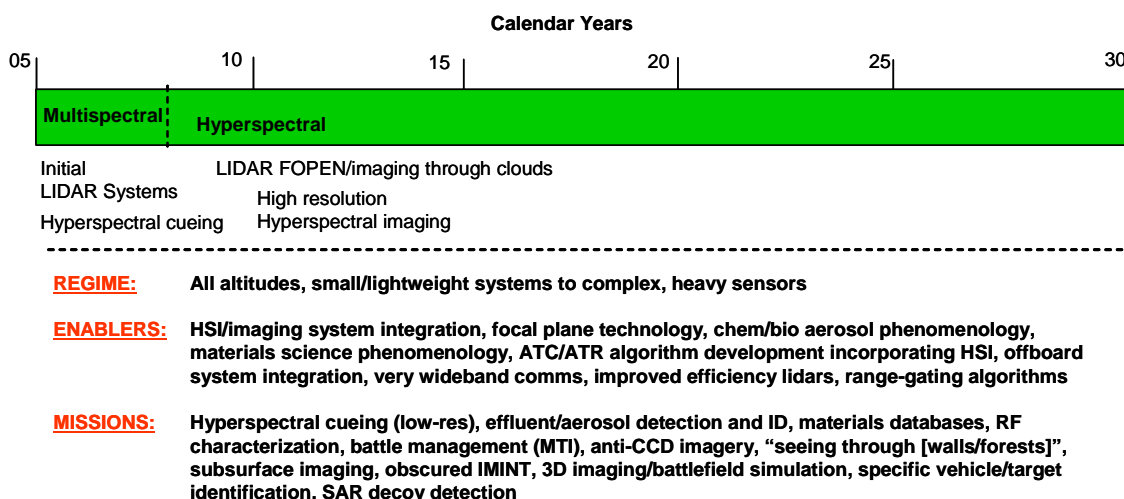 Calendar Years
05 10 15 20 25 30
Multispectral Hyperspectral
Initial LIDAR FOPEN/imaging through clouds
LIDAR Systems High resolution
Hyperspectral cueing Hyperspectral imaging
REGIME: All altitudes, small/lightweight systems to complex, heavy sensors
ENABLERS: HSI/imaging system integration, focal plane technology, chem/bio aerosol phenomenology,
materials science phenomenology, ATC/ATR algorithm development incorporating HSI, offboard
system integration, very wideband comms, improved efficiency lidars, range-gating algorithms
MISSIONS: Hyperspectral cueing (low-res), effluent/aerosol detection and ID, materials databases, RF
characterization, battle management (MTI), anti-CCD imagery, “seeing through [walls/forests]”,
subsurface imaging, obscured IMINT, 3D imaging/battlefield simulation, specific vehicle/target
identification, SAR decoy detection